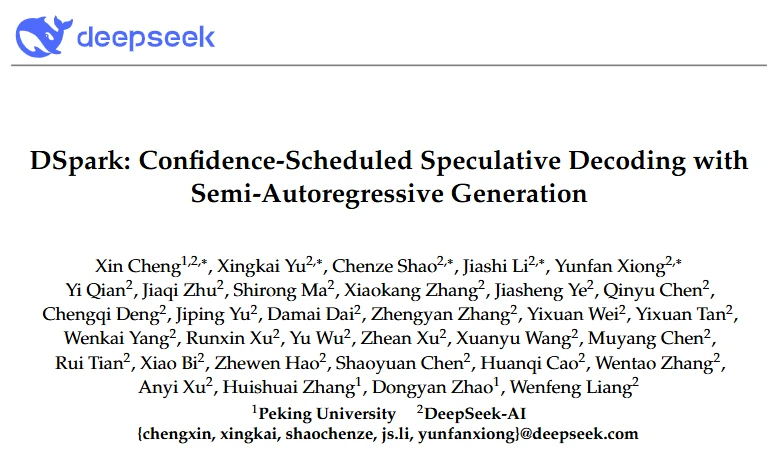 deepseek
DSpark: Confidence-Scheduled Speculative Decoding with
Semi-Autoregressive Generation
Xin Cheng1,2,*, Xingkai Yu2,*, Chenze Shao2,*, Jiashi Li2,*, Yunfan Xiong2,*
Yi Qian2, Jiaqi Zhu2, Shirong Ma2, Xiaokang Zhang2, Jiasheng Ye2, Qinyu Chen2,
Chengqi Deng2, Jiping Yu2, Damai Dai2, Zhengyan Zhang2, Yixuan Wei2, Yixuan Tan2,
Wenkai Yang2, Runxin Xu2, Yu Wu2, Zhean Xu2, Xuanyu Wang2, Muyang Chen2,
Rui Tian2, Xiao Bi2, Zhewen Hao2, Shaoyuan Chen2, Huanqi Cao2, Wentao Zhang2,
Anyi Xu2, Huishuai Zhang1, Dongyan Zhao1, Wenfeng Liang2
1Peking University 2DeepSeek-AI
{chengxin, xingkai, shaochenze, js.li, yunfanxiong}@deepseek.com